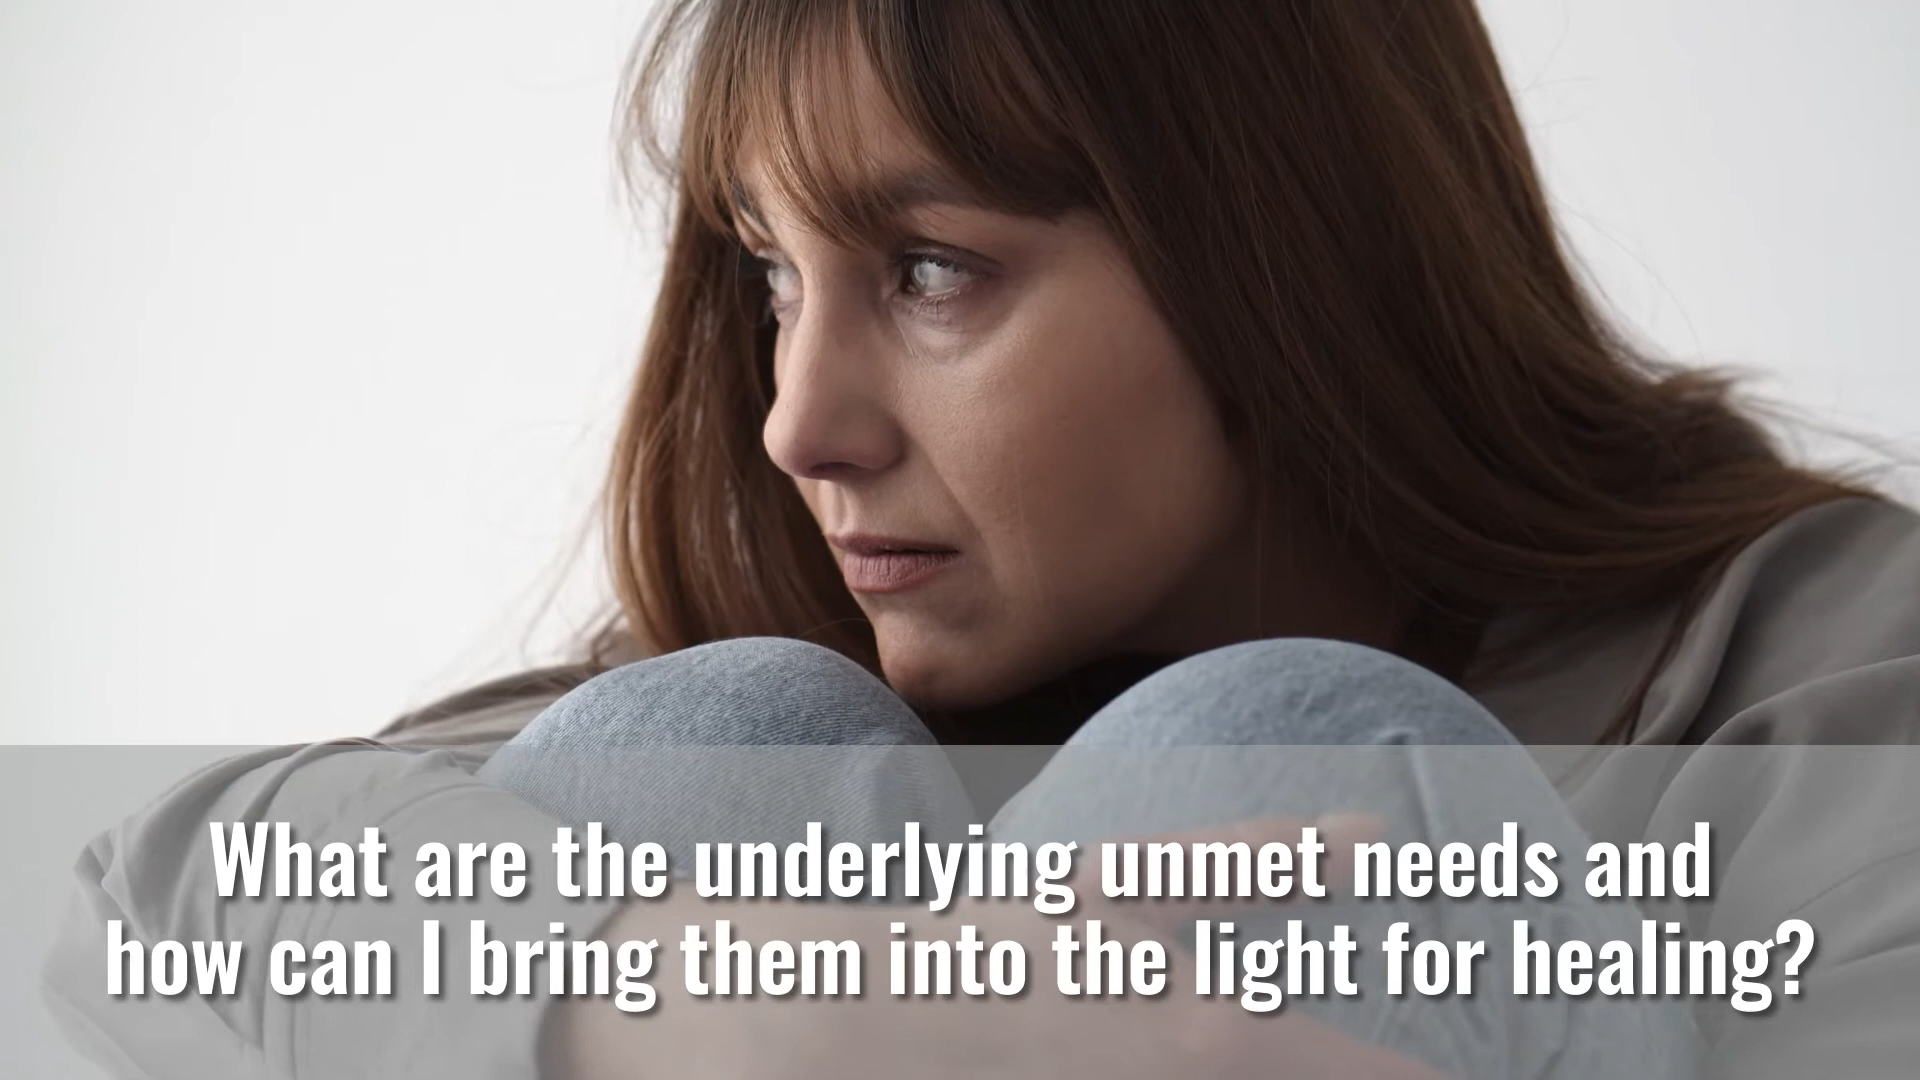 What are the underlying unmet needs and
how can I bring them into the light for healing?